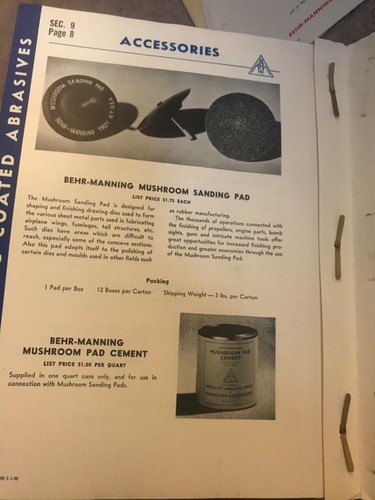 BEHR-MANNING
SEC. 9
Page 8
ACCESSORIES
COATED ABRASIVES
MUSHROOM SANDING PAD
BEHR-MANNING TROY N.Y. USA
BEHR-MANNING MUSHROOM SANDING PAD
LIST PRICE $1.75 EACH
The Mushroom Sanding Pad is designed for
shaping and finishing drawing dies used to form
the various sheet metal parts used in fabricating
airplane wings, fuselages, tail structures, etc.
Such dies have areas which are difficult to
reach, especially some of the concave sections.
Also this pad adapts itself to the polishing of
certain dies and moulds used in other fields such
as rubber manufacturing.
The thousands of operations connected with
the finishing of propellers, engine parts, bomb
sights, guns and intricate machine tools offer
great opportunities for increased finishing pro-
duction and greater economies through the use
of the Mushroom Sanding Pad.
Packing
1 Pad per Box 12 Boxes per Carton Shipping Weight—3 lbs. per Carton
BEHR-MANNING
MUSHROOM PAD CEMENT
LIST PRICE $1.00 PER QUART
Supplied in one quart cans only, and for use in
connection with Mushroom Sanding Pads.
BEHR-MANNING
MUSHROOM PAD
CEMENT